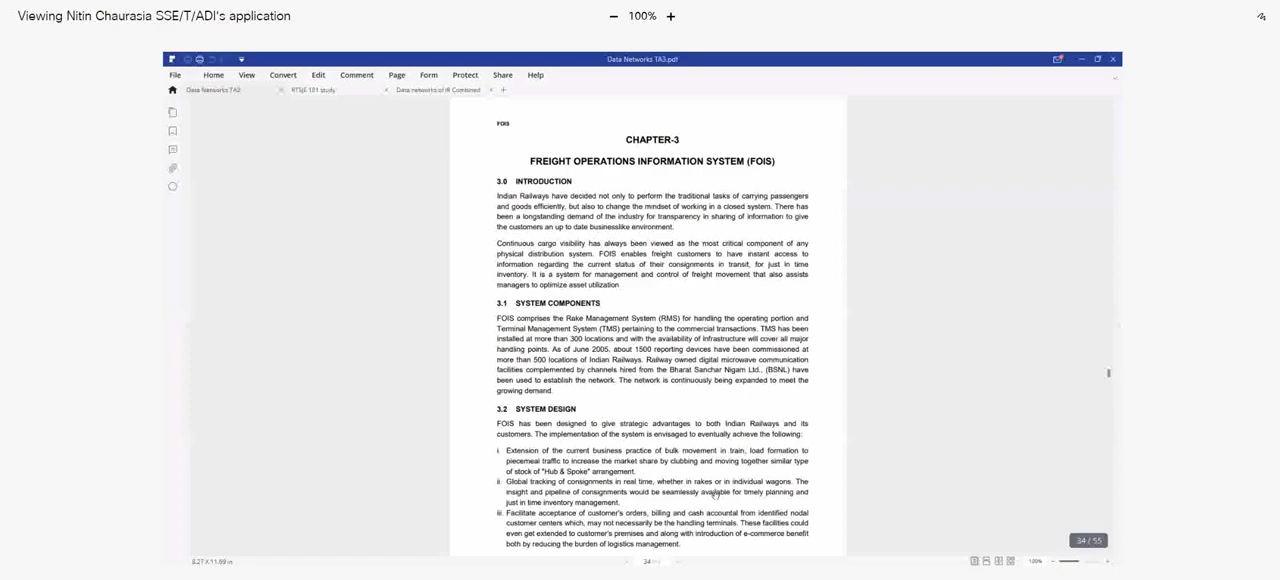 Viewing Nitin Chaurasia SSE/T/ADI's application
100%
Data Networks TA3.pdf
File Home View Convert Edit Comment Page Form Protect Share Help
Data Networks TA3 RTS/E 151 study Data networks of IR Combined
FOIS
CHAPTER-3
FREIGHT OPERATIONS INFORMATION SYSTEM (FOIS)
3.0 INTRODUCTION
Indian Railways have decided not only to perform the traditional tasks of carrying passengers
and goods efficiently, but also to change the mindset of working in a closed system. There has
been a longstanding demand of the industry for transparency in sharing of information to give
the customers an up to date businesslike environment.
Continuous cargo visibility has always been viewed as the most critical component of any
physical distribution system. FOIS enables freight customers to have instant access to
information regarding the current status of their consignments in transit, for just in time
inventory. It is a system for management and control of freight movement that also assists
managers to optimize asset utilization
3.1 SYSTEM COMPONENTS
FOIS comprises the Rake Management System (RMS) for handling the operating portion and
Terminal Management System (TMS) pertaining to the commercial transactions. TMS has been
installed at more than 300 locations and with the availability of infrastructure will cover all major
handling points. As of June 2005, about 1500 reporting devices have been commissioned at
more than 500 locations of Indian Railways. Railway owned digital microwave communication
facilities complemented by channels hired from the Bharat Sanchar Nigam Ltd., (BSNL) have
been used to establish the network. The network is continuously being expanded to meet the
growing demand.
3.2 SYSTEM DESIGN
FOIS has been designed to give strategic advantages to both Indian Railways and its
customers. The implementation of the system is envisaged to eventually achieve the following:
i Extension of the current business practice of bulk movement in train, load formation to
piecemeal traffic to increase the market share by clubbing and moving together similar type
of stock of "Hub & Spoke" arrangement.
ii Global tracking of consignments in real time, whether in rakes or in individual wagons. The
insight and pipeline of consignments would be seamlessly available for timely planning and
just in time inventory management.
iii. Facilitate acceptance of customer's orders, billing and cash accountal from identified nodal
customer centers which, may not necessarily be the handling terminals. These facilities could
even get extended to customer's premises and along with introduction of e-commerce benefit
both by reducing the burden of logistics management.
34 / 55
8.27 X 11.69 in 34 100%